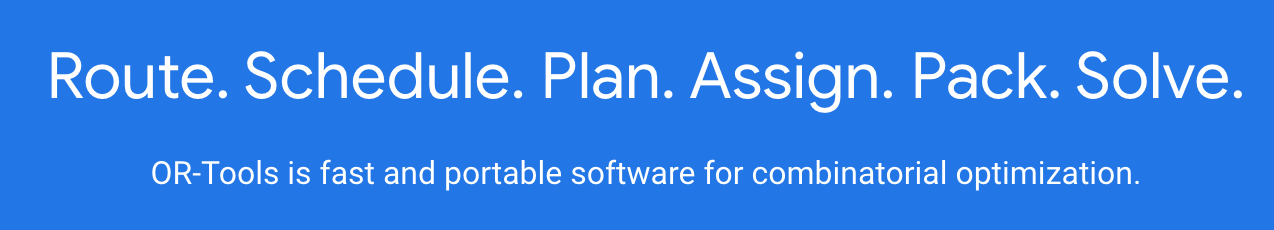 Route. Schedule. Plan. Assign. Pack. Solve.
OR-Tools is fast and portable software for combinatorial optimization.